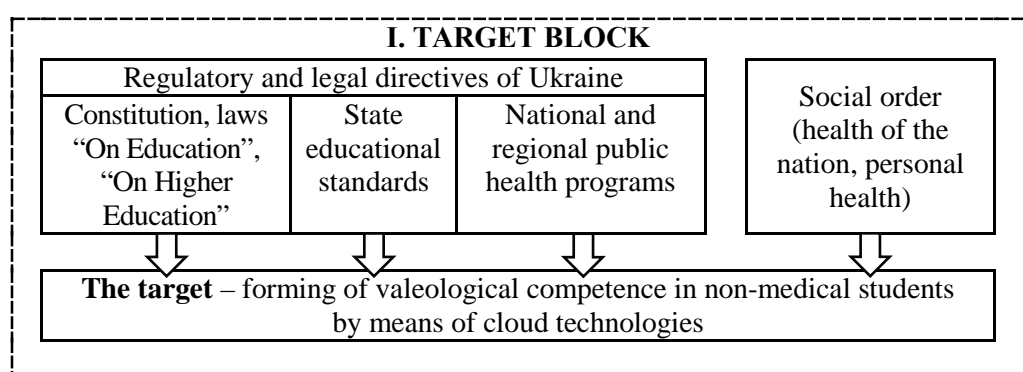 I. TARGET BLOCK
Regulatory and legal directives of Ukraine
Constitution, laws
“On Education”,
“On Higher
Education”
State
educational
standards
National and
regional public
health programs
Social order
(health of the
nation, personal
health)
The target – forming of valeological competence in non-medical students
by means of cloud technologies